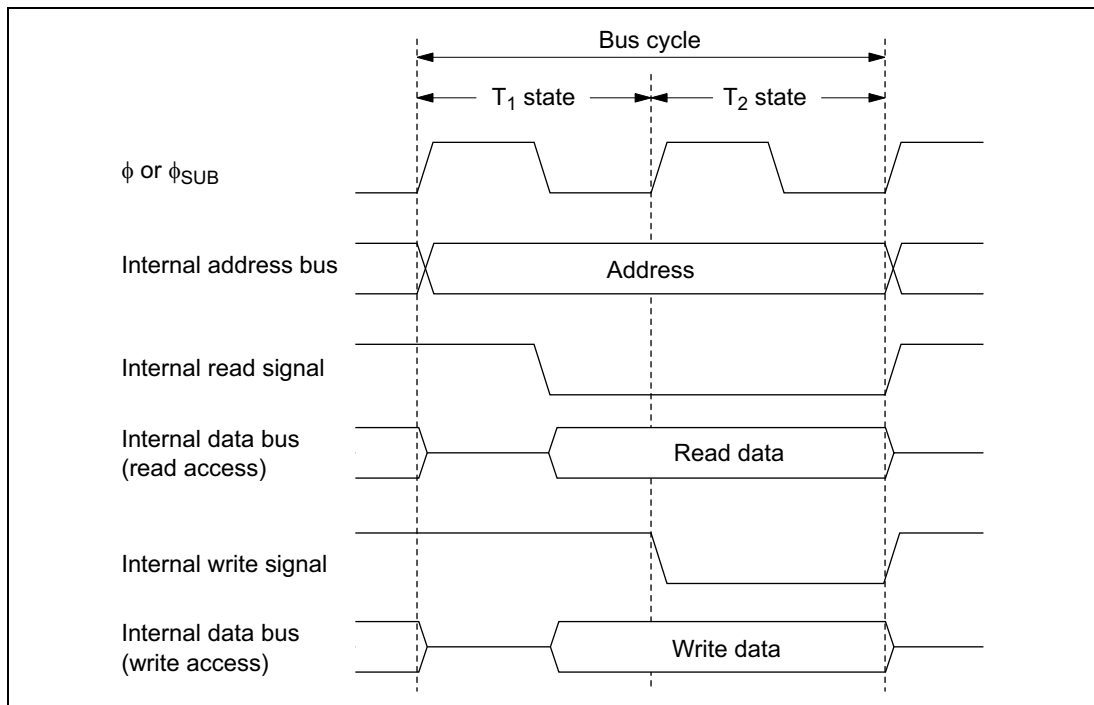 Bus cycle
T1 state
T2 state
ϕ or ϕSUB
Internal address bus
Address
Internal read signal
Internal data bus
(read access)
Read data
Internal write signal
Internal data bus
(write access)
Write data